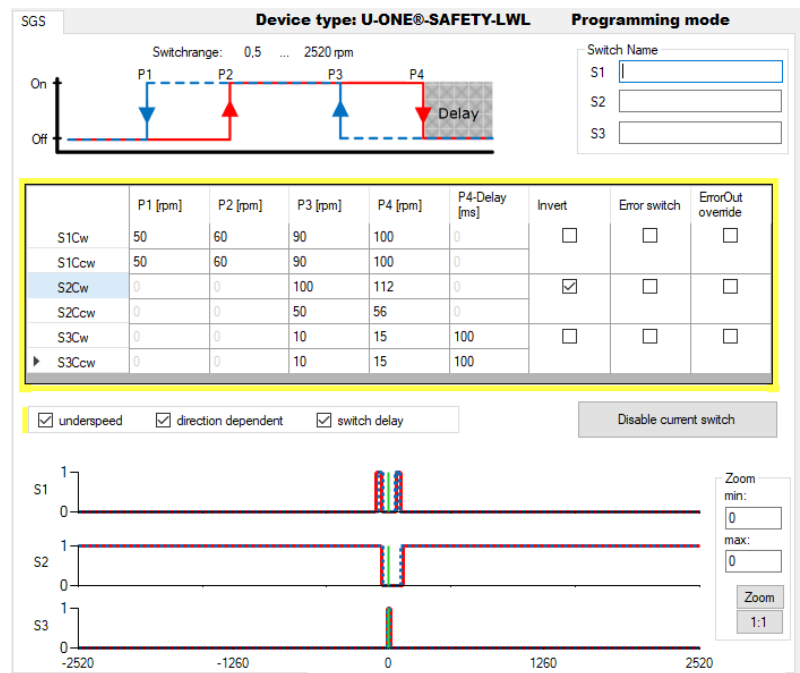 SGS
Device type: U-ONE®-SAFETY-LWL Programming mode
Switchrange: 0,5 ... 2520 rpm
P1 P2 P3 P4
On
Off
Delay
Switch Name
S1
S2
S3
P1 [rpm] P2 [rpm] P3 [rpm] P4 [rpm] P4-Delay [ms] Invert Error switch ErrorOut override
S1Cw 50 60 90 100 0
S1Ccw 50 60 90 100 0
S2Cw 0 0 100 112 0
S2Ccw 0 0 50 56 0
S3Cw 0 0 10 15 100
S3Ccw 0 0 10 15 100
underspeed direction dependent switch delay
Disable current switch
S1 1 0
S2 1 0
S3 1 0
-2520 -1260 0 1260 2520
Zoom
min:
0
max:
0
Zoom
1:1